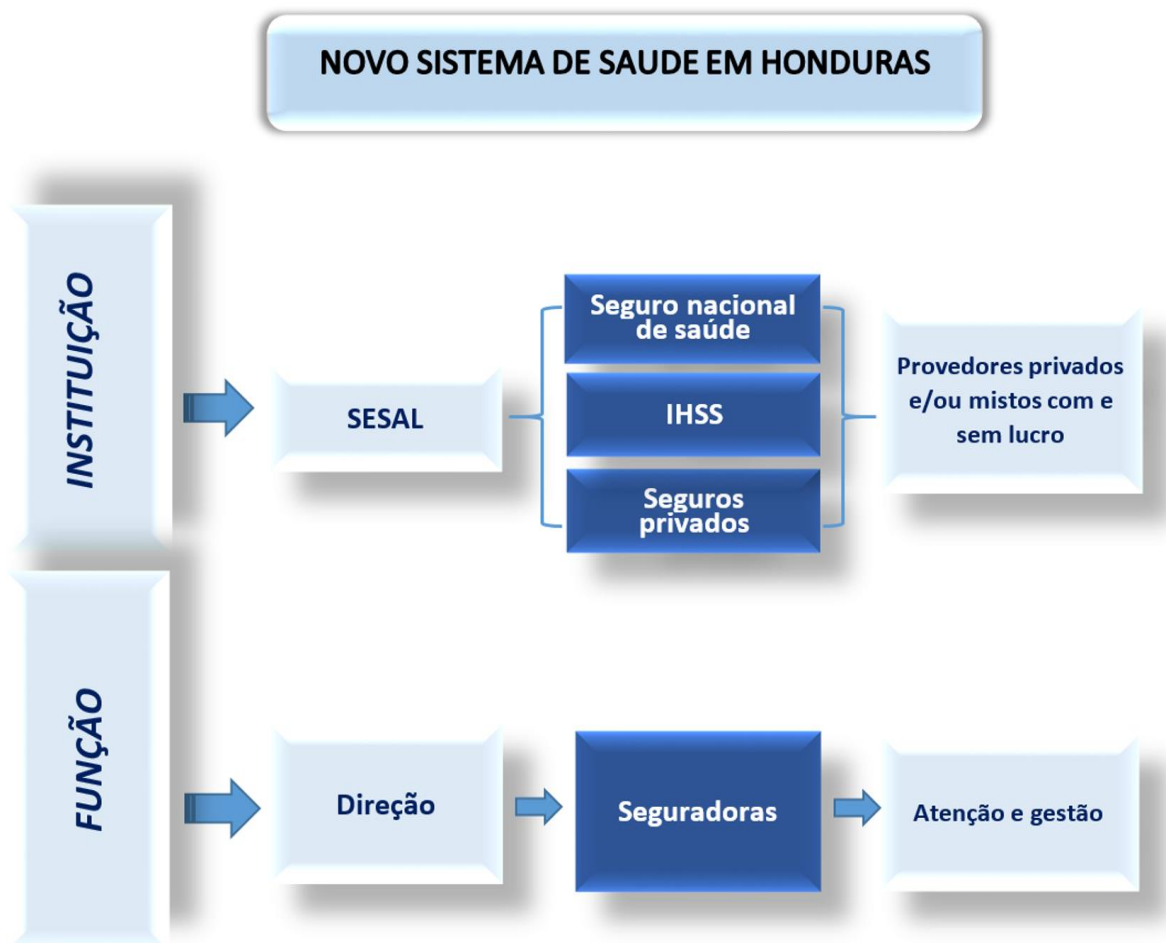 NOVO SISTEMA DE SAUDE EM HONDURAS
INSTITUIÇÃO
SESAL
Seguro nacional
de saúde
IHSS
Seguros
privados
Provedores privados
e/ou mistos com e
sem lucro
FUNÇÃO
Direção
Seguradoras
Atenção e gestão